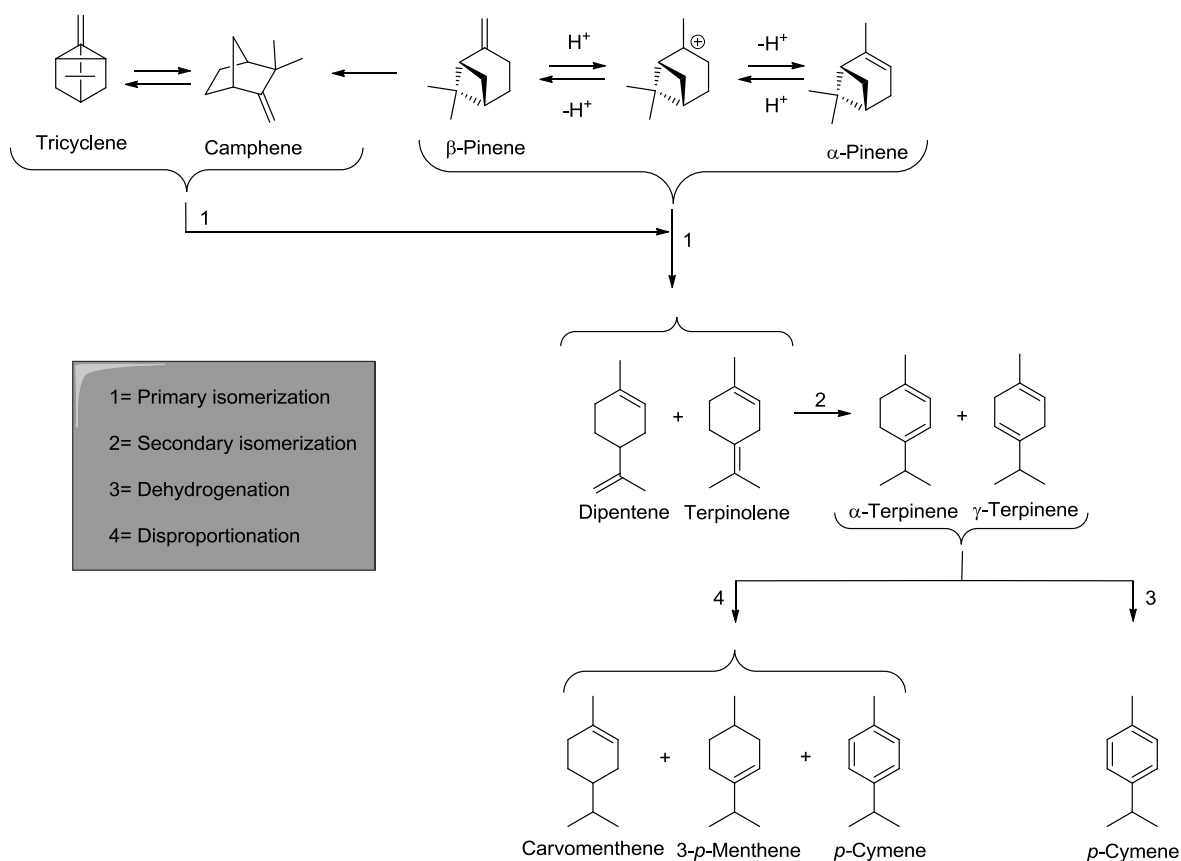 H⁺
-H⁺
-H⁺
H⁺
Tricyclene
Camphene
β-Pinene
α-Pinene
1
1
1= Primary isomerization
2= Secondary isomerization
3= Dehydrogenation
4= Disproportionation
+
2
+
Dipentene
Terpinolene
α-Terpinene
γ-Terpinene
4
3
+
+
Carvomenthene
3-p-Menthene
p-Cymene
p-Cymene